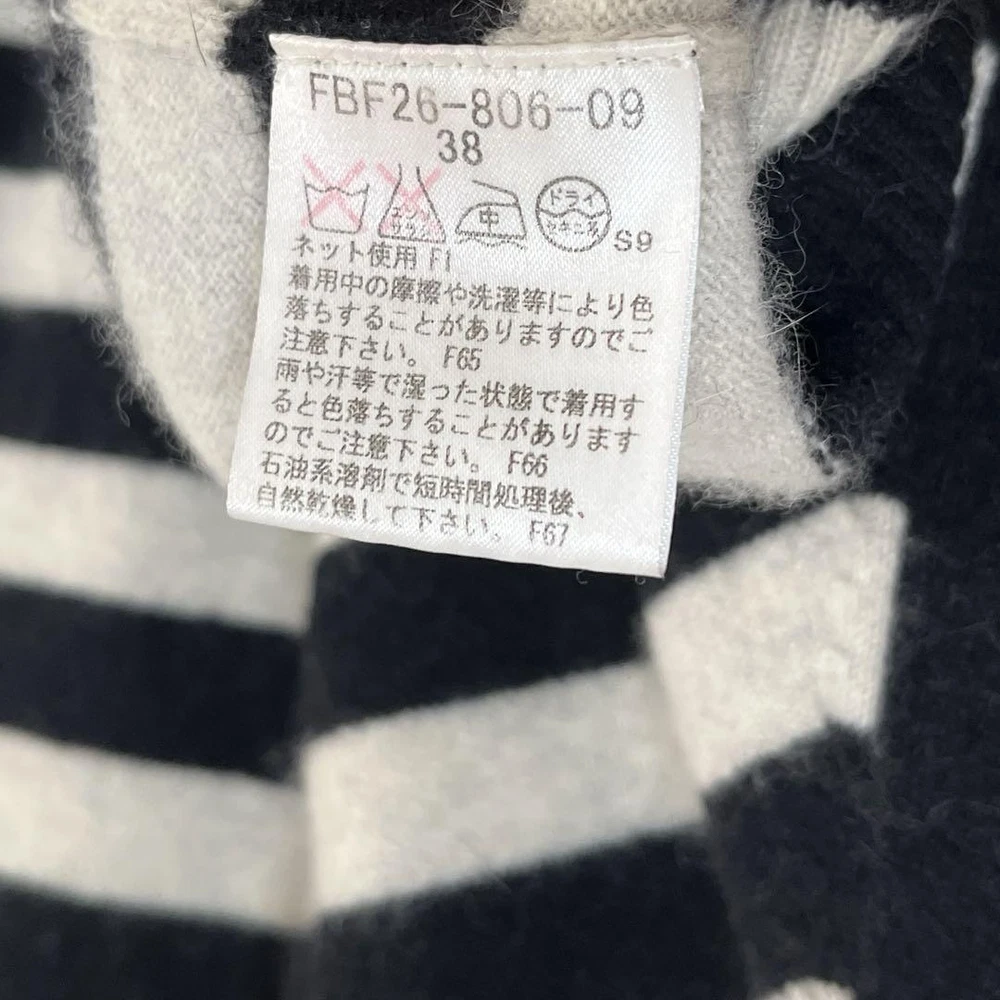 FBF26-806-09
38
エンソ
サラシ
中
ドライ
セキユ系
S9
ネット使用 F1
着用中の摩擦や洗濯等により色
落ちすることがありますのでご
注意下さい。 F65
雨や汗等で湿った状態で着用す
ると色落ちすることがあります
のでご注意下さい。 F66
石油系溶剤で短時間処理後、
自然乾燥して下さい。 F67